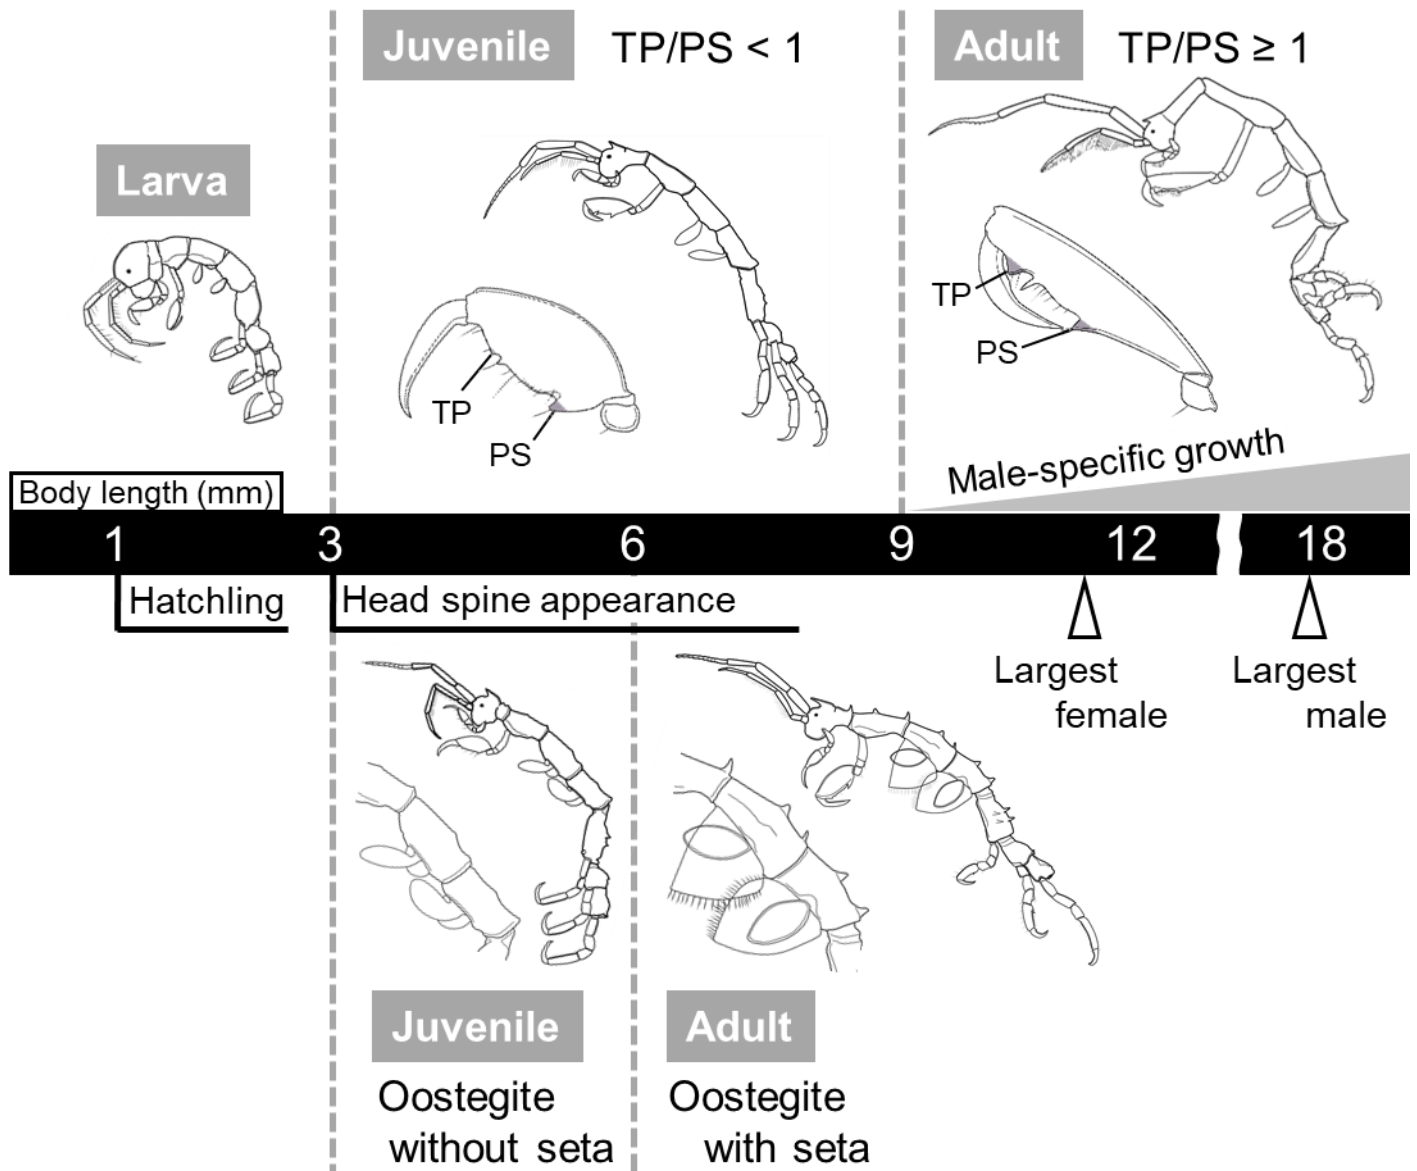 Juvenile TP/PS < 1
Adult TP/PS ≥ 1
Larva
TP
PS
TP
PS
Male-specific growth
Body length (mm)
1 3 6 9 12 18
Hatchling
Head spine appearance
Largest
female
Largest
male
Juvenile
Oostegite
without seta
Adult
Oostegite
with seta